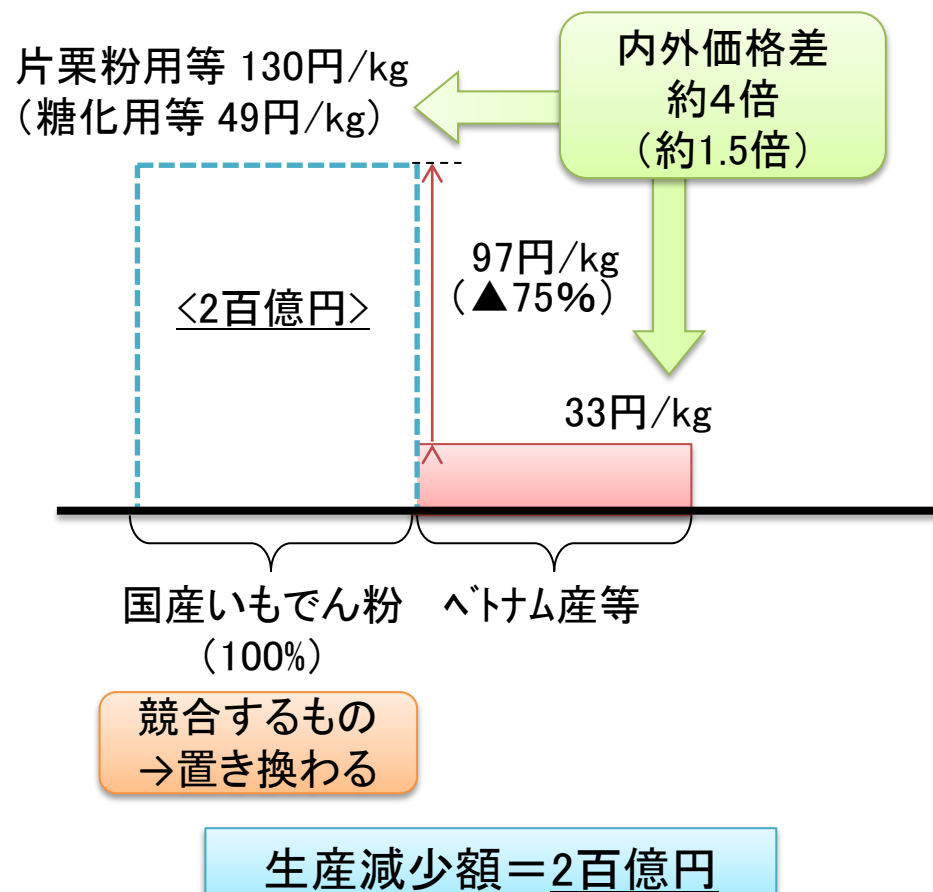 片栗粉用等 130円/kg
（糖化用等 49円/kg）
内外価格差
約４倍
（約1.5倍）
97円/kg
（▲75％）
<2百億円>
33円/kg
国産いもでん粉
（100%）
ﾍﾞﾄﾅﾑ産等
競合するもの
→置き換わる
生産減少額＝2百億円